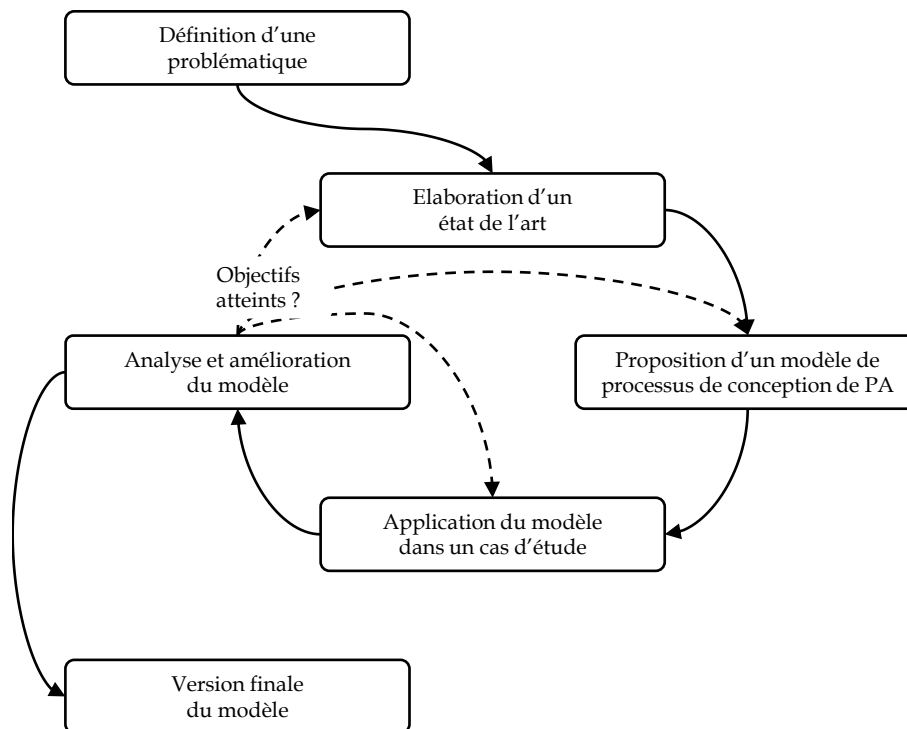 Définition d’une
problématique
Elaboration d’un
état de l’art
Objectifs
atteints ?
Analyse et amélioration
du modèle
Proposition d’un modèle de
processus de conception de PA
Application du modèle
dans un cas d’étude
Version finale
du modèle